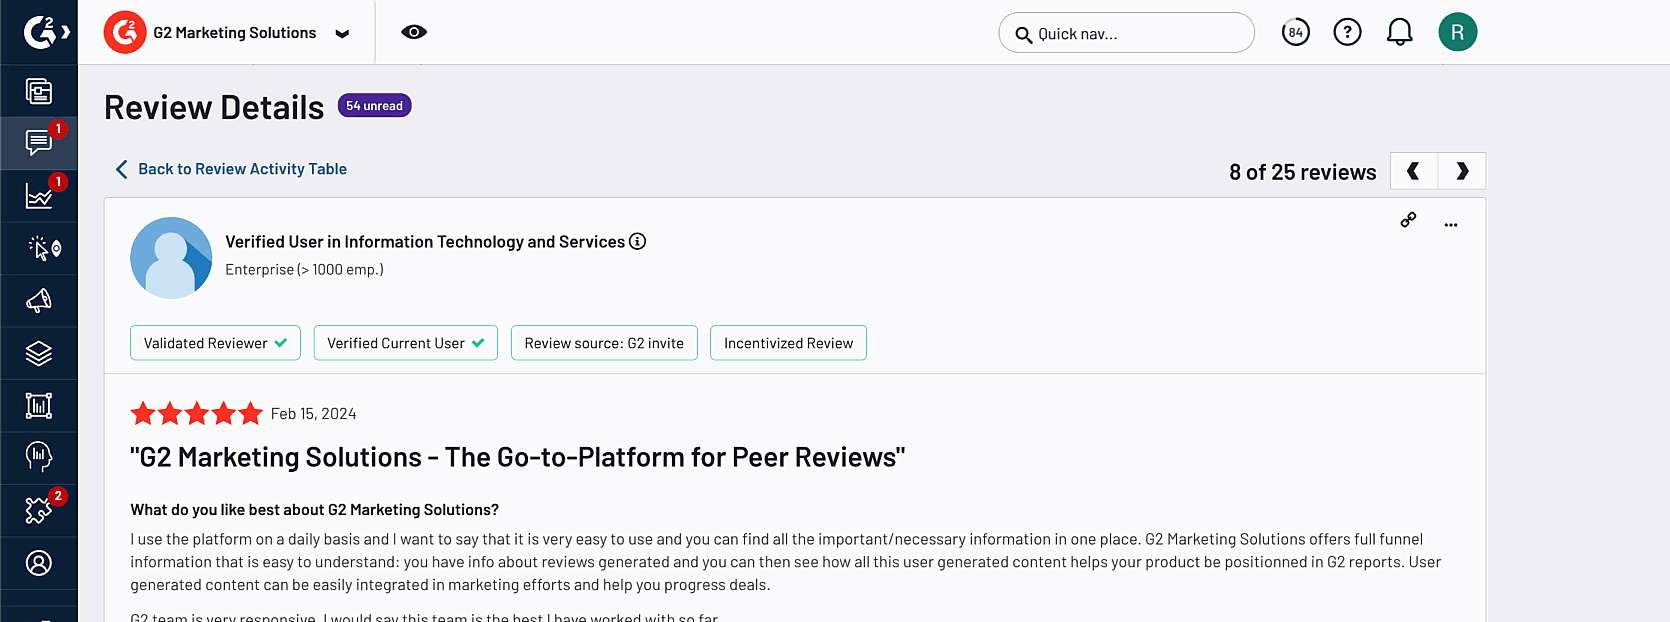 G2
G2 Marketing Solutions
Quick nav...
84
?
R
Review Details
54 unread
1
Back to Review Activity Table
8 of 25 reviews
1
Verified User in Information Technology and Services
Enterprise (> 1000 emp.)
Validated Reviewer
Verified Current User
Review source: G2 invite
Incentivized Review
Feb 15, 2024
"G2 Marketing Solutions - The Go-to-Platform for Peer Reviews"
2
What do you like best about G2 Marketing Solutions?
I use the platform on a daily basis and I want to say that it is very easy to use and you can find all the important/necessary information in one place. G2 Marketing Solutions offers full funnel
information that is easy to understand: you have info about reviews generated and you can then see how all this user generated content helps your product be positionned in G2 reports. User
generated content can be easily integrated in marketing efforts and help you progress deals.
G2 team is very responsive, I would say this team is the best I have worked with so far.